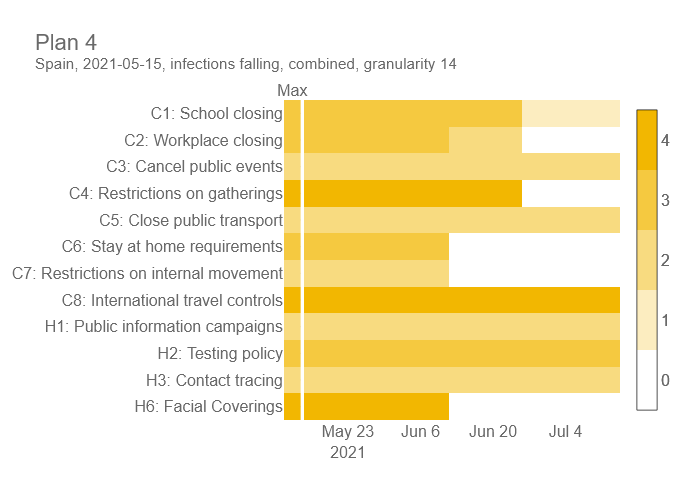 Plan 4
Spain, 2021-05-15, infections falling, combined, granularity 14
Max
C1: School closing
C2: Workplace closing
C3: Cancel public events
C4: Restrictions on gatherings
C5: Close public transport
C6: Stay at home requirements
C7: Restrictions on internal movement
C8: International travel controls
H1: Public information campaigns
H2: Testing policy
H3: Contact tracing
H6: Facial Coverings
May 23 Jun 6 Jun 20 Jul 4
2021
4
3
2
1
0